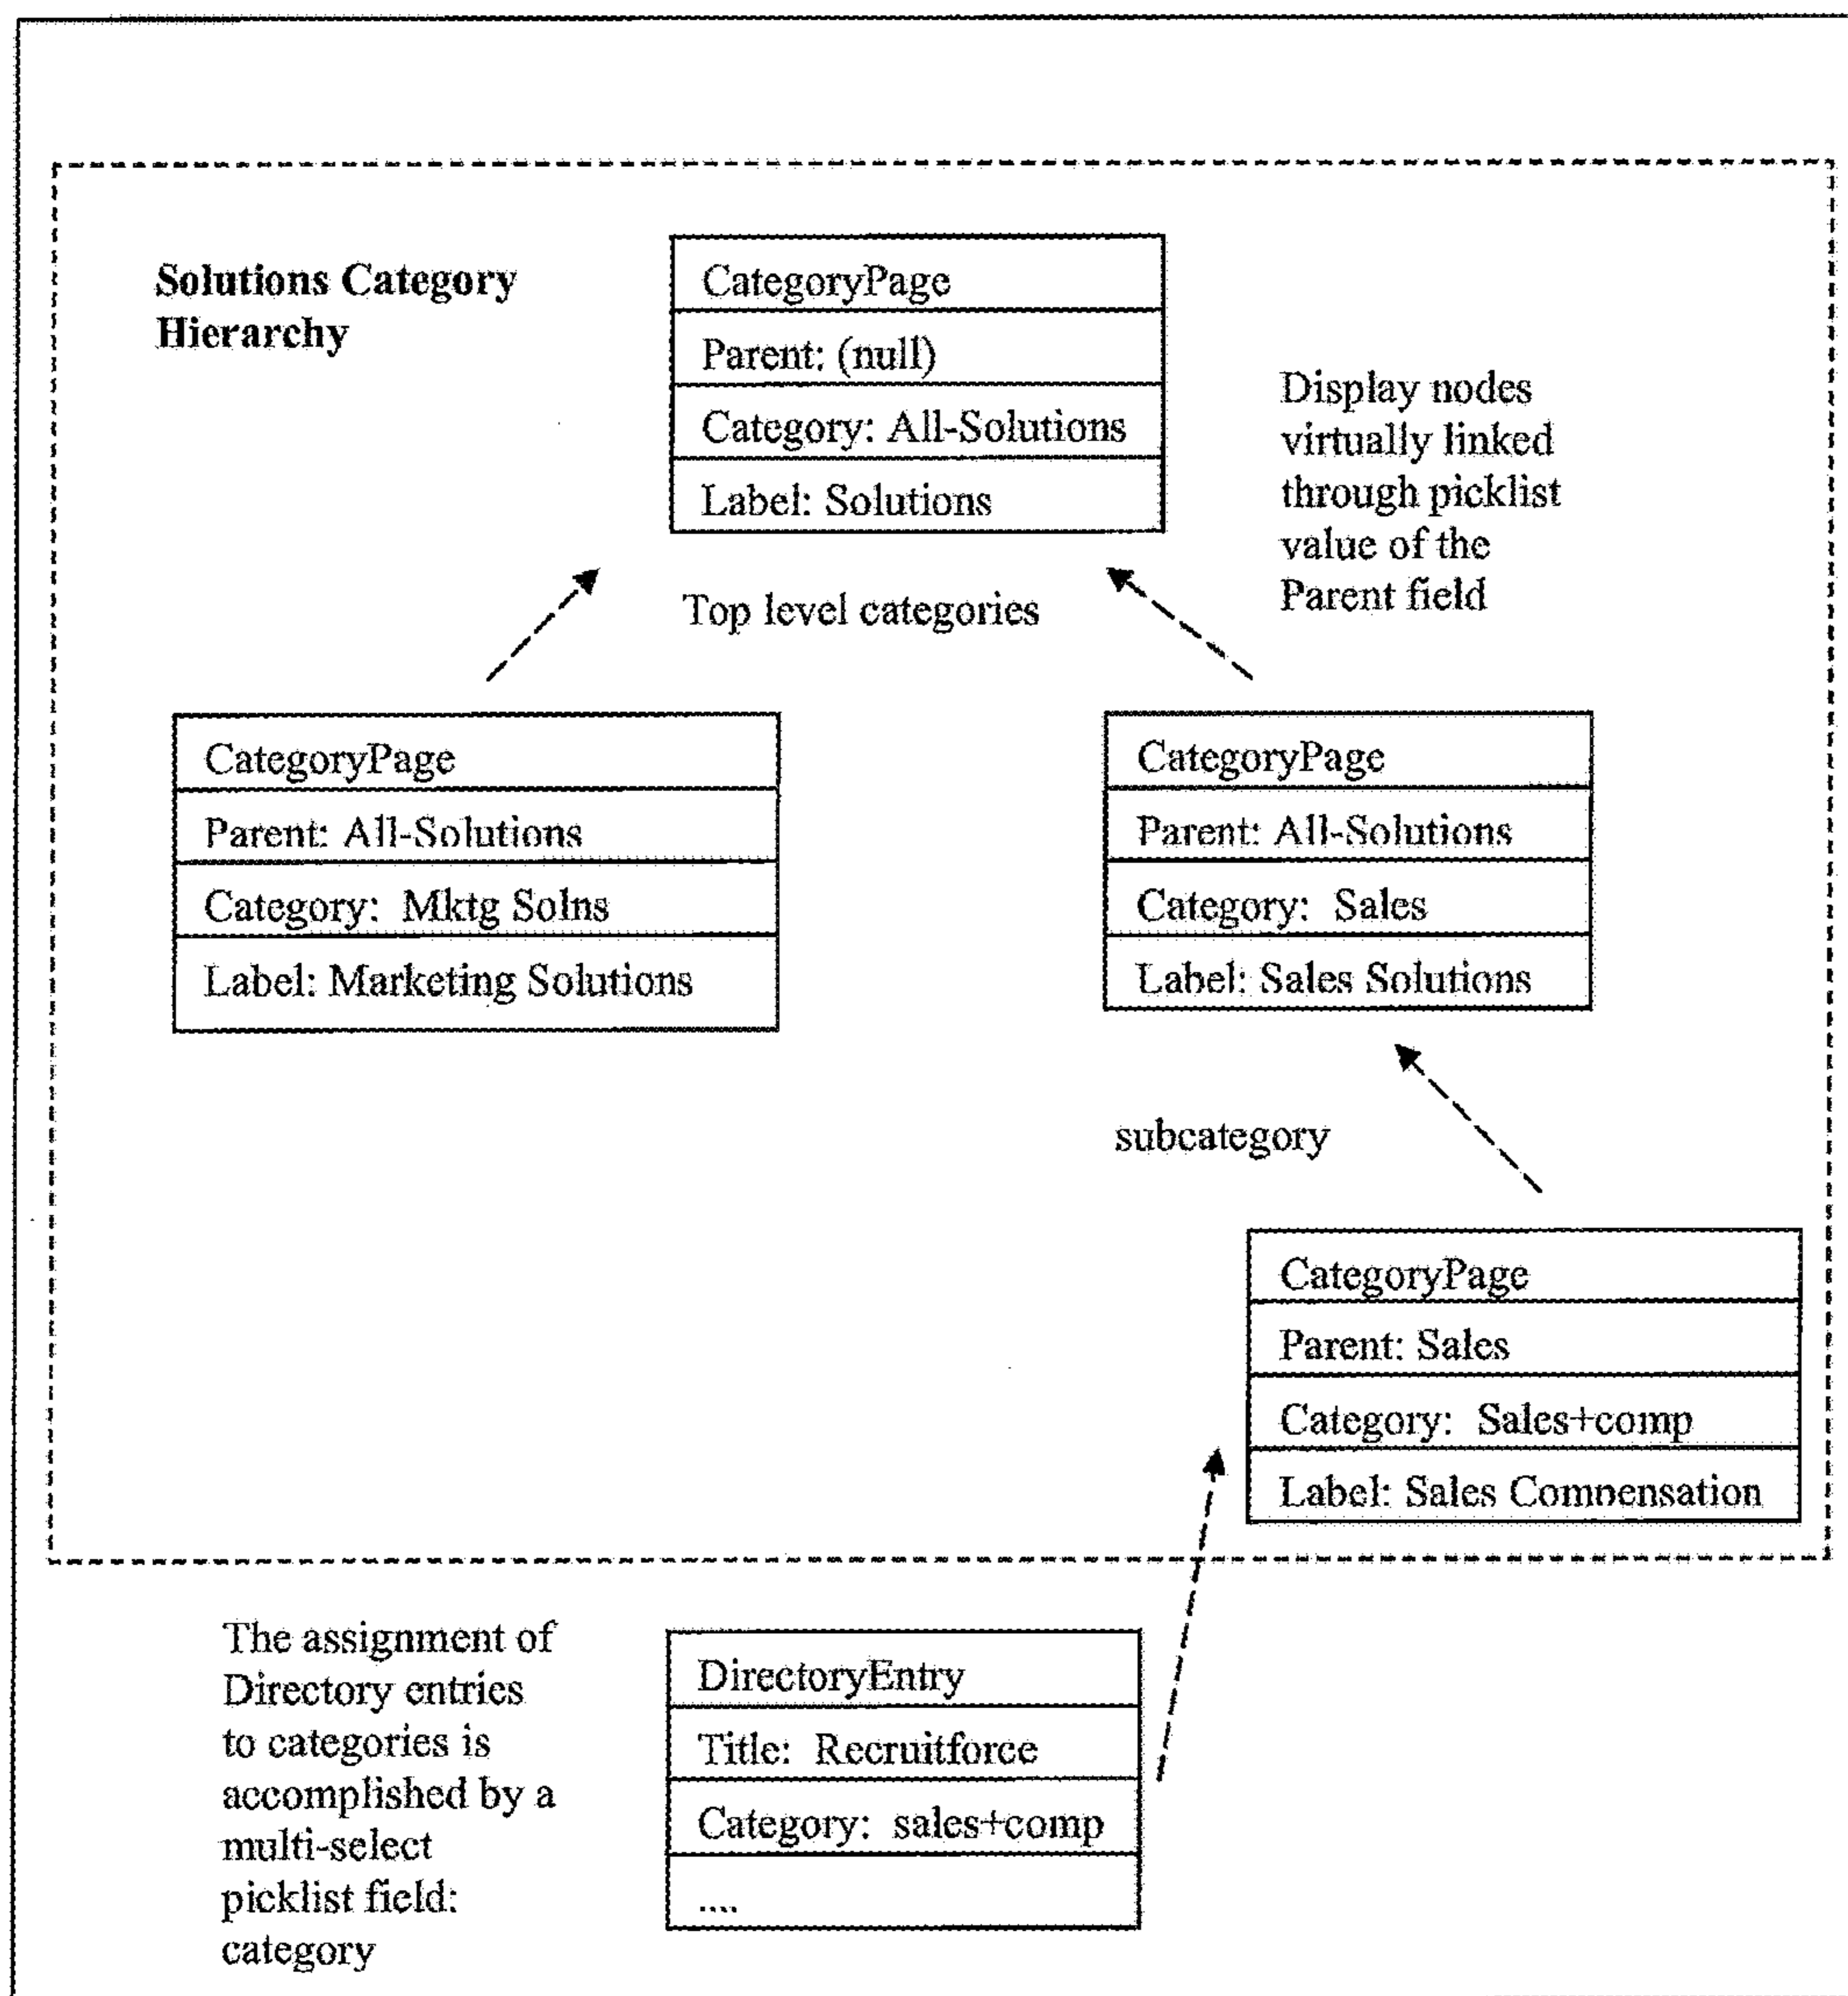 Solutions Category
Hierarchy
CategoryPage
Parent: (null)
Category: All-Solutions
Label: Solutions
Display nodes
virtually linked
through picklist
value of the
Parent field
Top level categories
CategoryPage
Parent: All-Solutions
Category: Mktg Solns
Label: Marketing Solutions
CategoryPage
Parent: All-Solutions
Category: Sales
Label: Sales Solutions
subcategory
CategoryPage
Parent: Sales
Category: Sales+comp
Label: Sales Compensation
The assignment of
Directory entries
to categories is
accomplished by a
multi-select
picklist field:
category
DirectoryEntry
Title: Recruitforce
Category: sales+comp
....